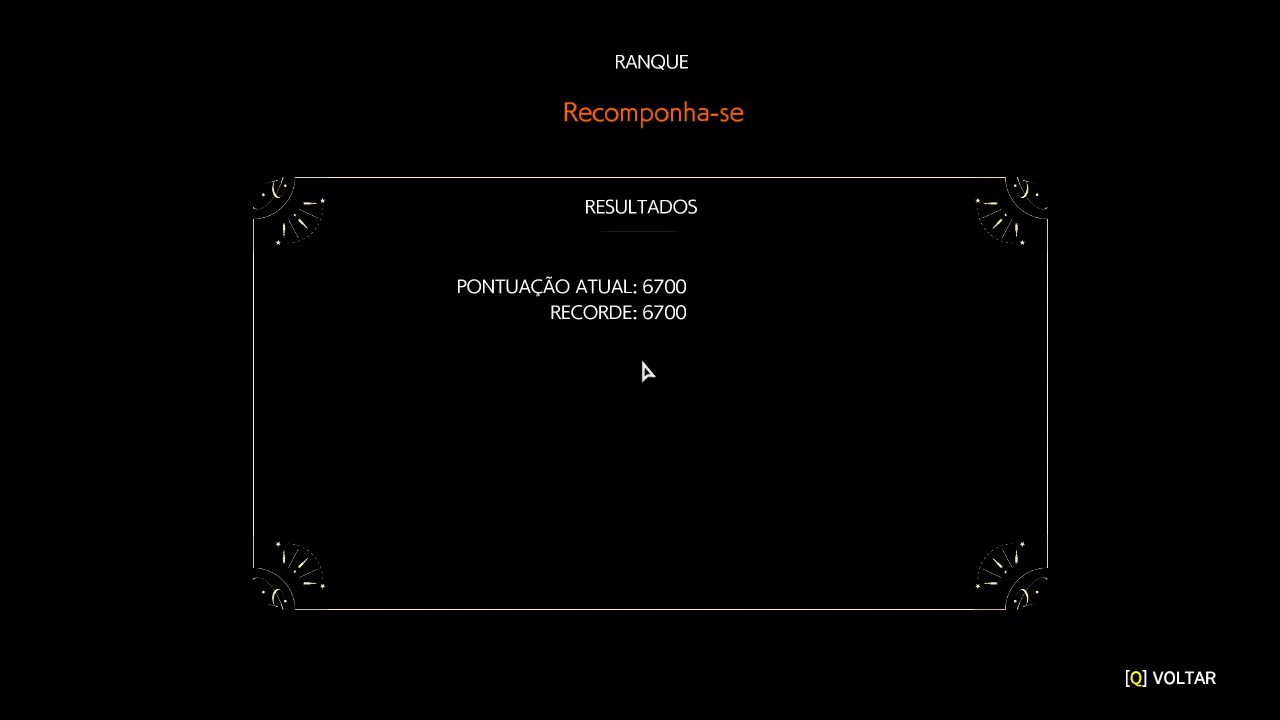 RANQUE
Recomponha-se
RESULTADOS
PONTUAÇÃO ATUAL: 6700
RECORDE: 6700
[Q] VOLTAR